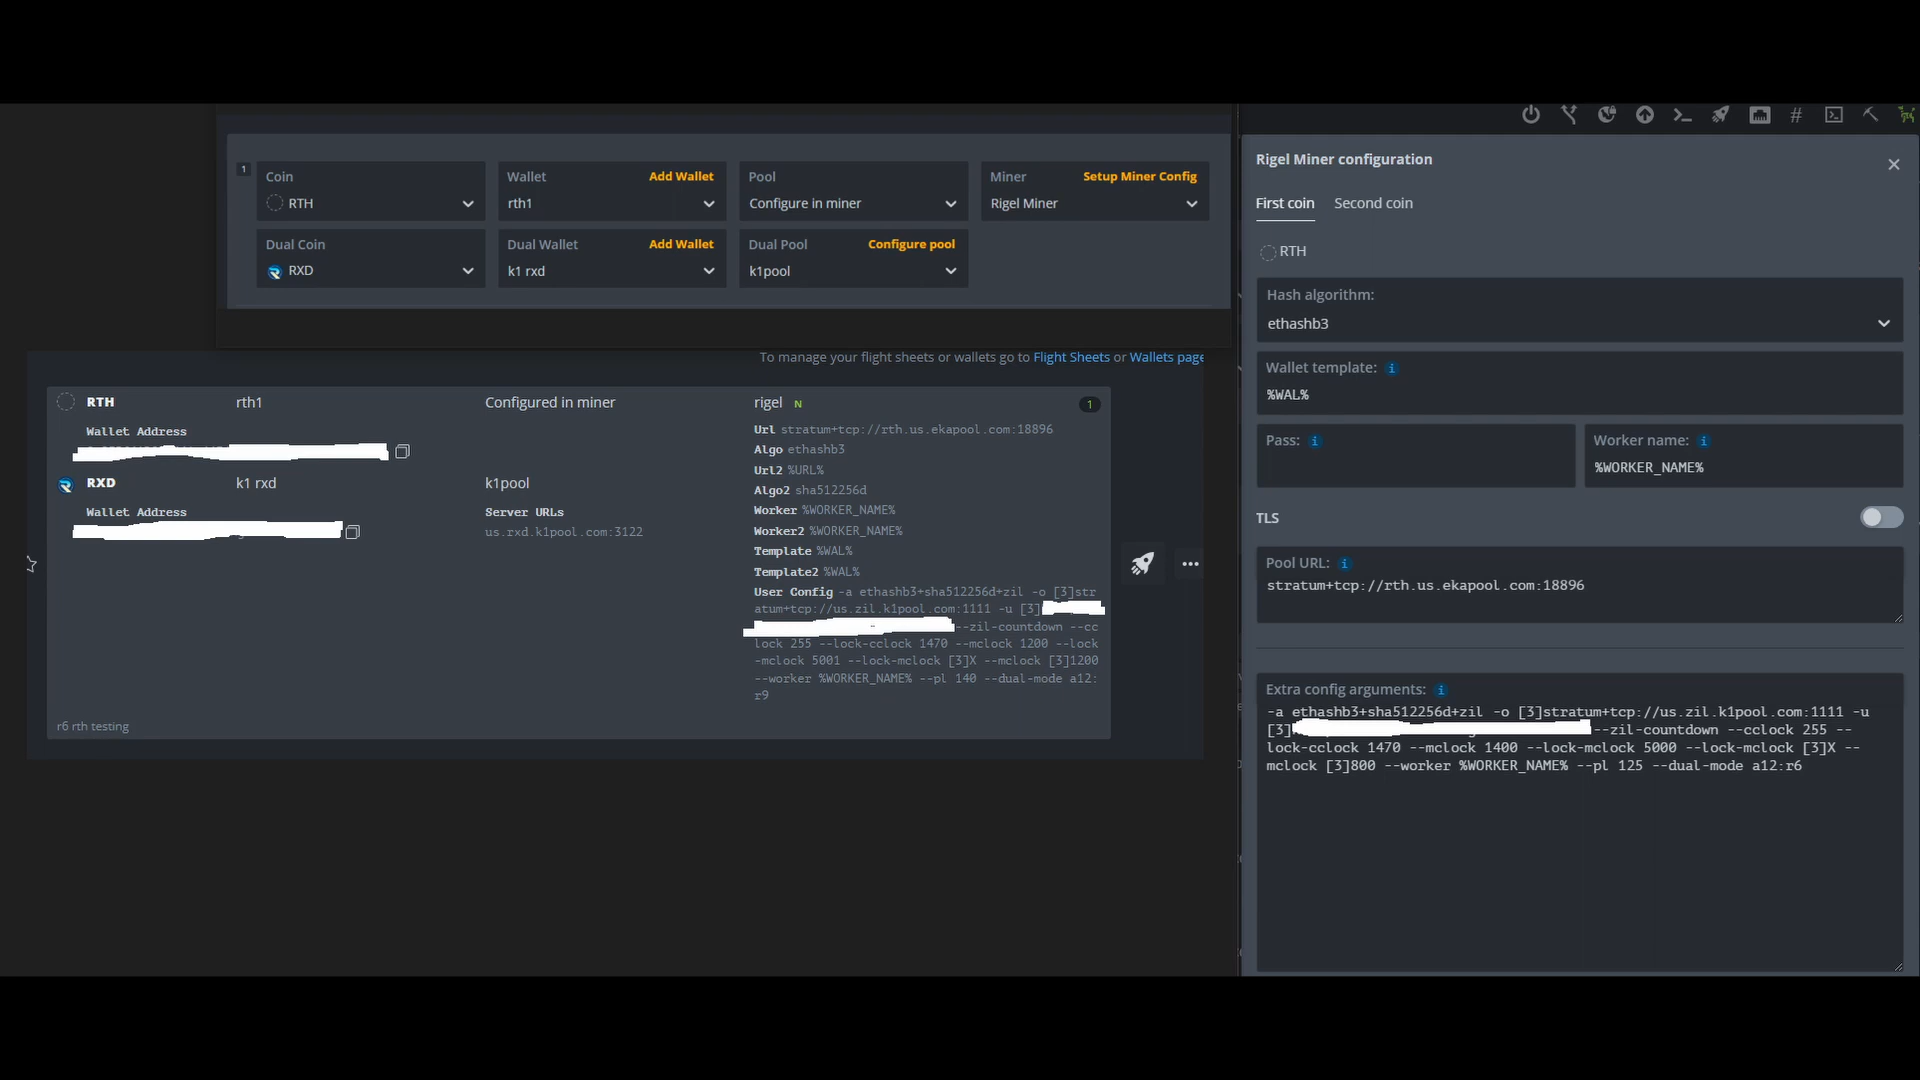 1
Coin
RTH
Wallet Add Wallet
rth1
Pool
Configure in miner
Miner Setup Miner Config
Rigel Miner
Dual Coin
RXD
Dual Wallet Add Wallet
k1 rxd
Dual Pool Configure pool
k1pool
To manage your flight sheets or wallets go to Flight Sheets or Wallets page
RTH rth1 Configured in miner rigel N 1
Wallet Address
RXD k1 rxd k1pool
Wallet Address
Server URLs
us.rxd.k1pool.com:3122
Url stratum+tcp://rth.us.ekapool.com:18896
Algo ethashb3
Url2 %URL%
Algo2 sha512256d
Worker %WORKER_NAME%
Worker2 %WORKER_NAME%
Template %WAL%
Template2 %WAL%
User Config -a ethashb3+sha512256d+zil -o [3]str
atum+tcp://us.zil.k1pool.com:1111 -u [3]
--zil-countdown --cc
lock 255 --lock-cclock 1470 --mclock 1200 --lock
-mclock 5001 --lock-mclock [3]X --mclock [3]1200
--worker %WORKER_NAME% --pl 140 --dual-mode a12:
r9
r6 rth testing
Rigel Miner configuration
First coin Second coin
RTH
Hash algorithm:
ethashb3
Wallet template:
%WAL%
Pass:
Worker name:
%WORKER_NAME%
TLS
Pool URL:
stratum+tcp://rth.us.ekapool.com:18896
Extra config arguments:
-a ethashb3+sha512256d+zil -o [3]stratum+tcp://us.zil.k1pool.com:1111 -u
[3] --zil-countdown --cclock 255 --
lock-cclock 1470 --mclock 1400 --lock-mclock 5000 --lock-mclock [3]X --
mclock [3]800 --worker %WORKER_NAME% --pl 125 --dual-mode a12:r6